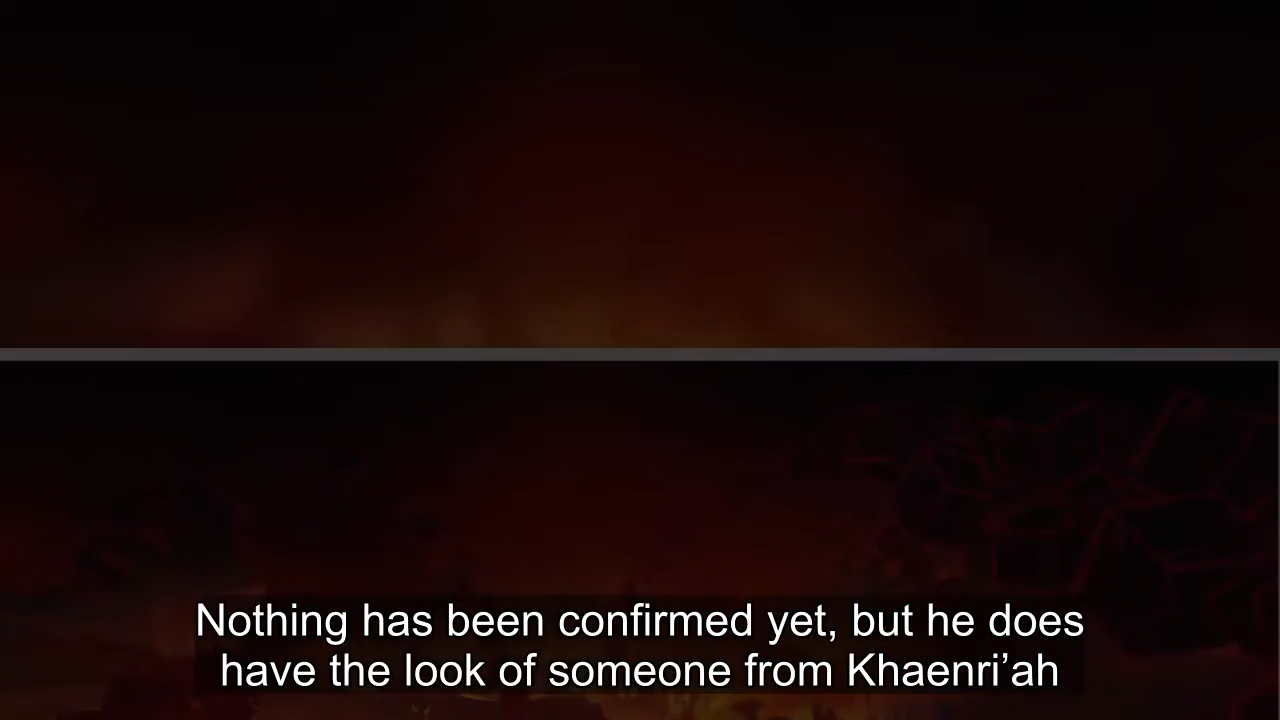 Nothing has been confirmed yet, but he does
have the look of someone from Khaenri’ah